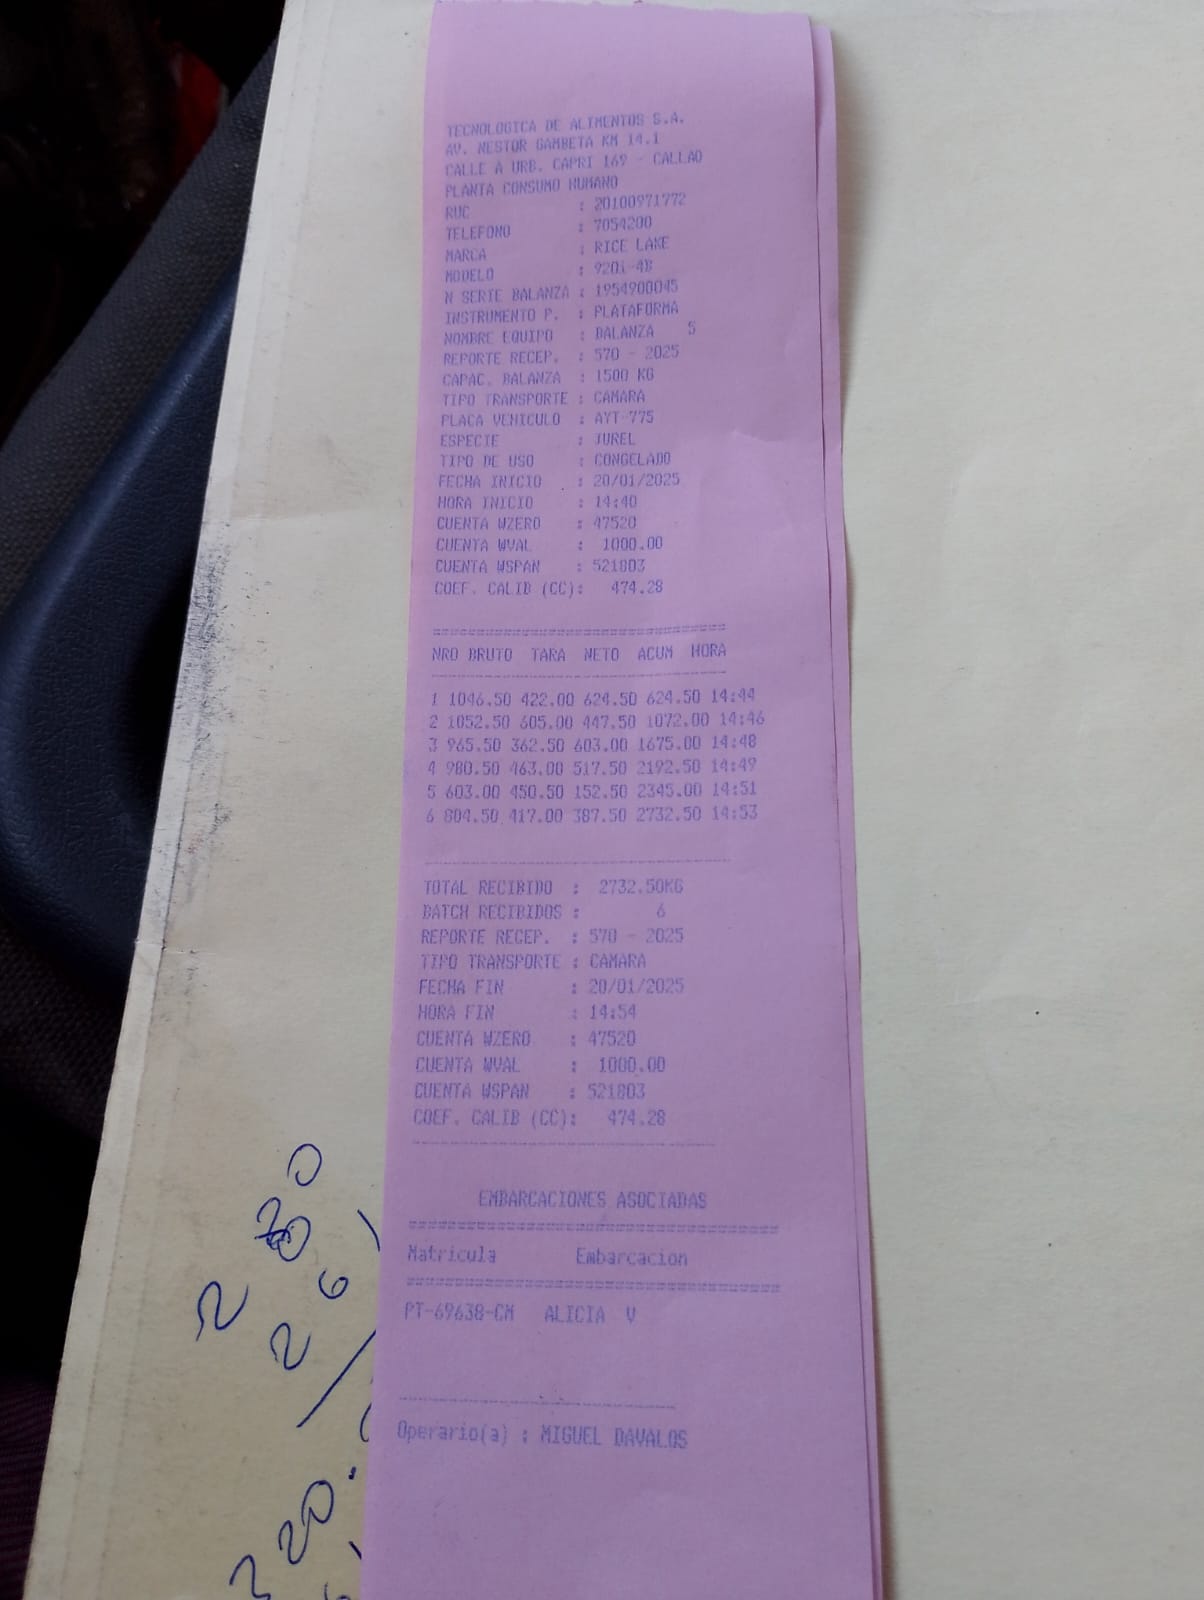 TECNOLOGICA DE ALIMENTOS S.A.
AV. NESTOR GAMBETA KM 14.1
CALLE A URB. CAPRI 169 - CALLAO
PLANTA CONSUMO HUMANO
RUC : 20100971772
TELEFONO : 7054200
MARCA : RICE LAKE
MODELO : 920i-4B
N SERIE BALANZA : 1954900045
INSTRUMENTO P. : PLATAFORMA
NOMBRE EQUIPO : BALANZA 5
REPORTE RECEP. : 570 - 2025
CAPAC. BALANZA : 1500 KG
TIPO TRANSPORTE : CAMARA
PLACA VEHICULO : AYT-775
ESPECIE : JUREL
TIPO DE USO : CONGELADO
FECHA INICIO : 20/01/2025
HORA INICIO : 14:40
CUENTA WZERO : 47520
CUENTA WVAL : 1000.00
CUENTA WSPAN : 521803
COEF. CALIB (CC): 474.28
NRO BRUTO TARA NETO ACUM HORA
1 1046.50 422.00 624.50 624.50 14:44
2 1052.50 605.00 447.50 1072.00 14:46
3 965.50 362.50 603.00 1675.00 14:48
4 980.50 463.00 517.50 2192.50 14:49
5 603.00 450.50 152.50 2345.00 14:51
6 804.50 417.00 387.50 2732.50 14:53
TOTAL RECIBIDO : 2732.50KG
BATCH RECIBIDOS : 6
REPORTE RECEP. : 570 - 2025
TIPO TRANSPORTE : CAMARA
FECHA FIN : 20/01/2025
HORA FIN : 14:54
CUENTA WZERO : 47520
CUENTA WVAL : 1000.00
CUENTA WSPAN : 521803
COEF. CALIB (CC): 474.28
EMBARCACIONES ASOCIADAS
Matricula Embarcacion
PT-69638-CM ALICIA V
Operario(a) : MIGUEL DAVALOS